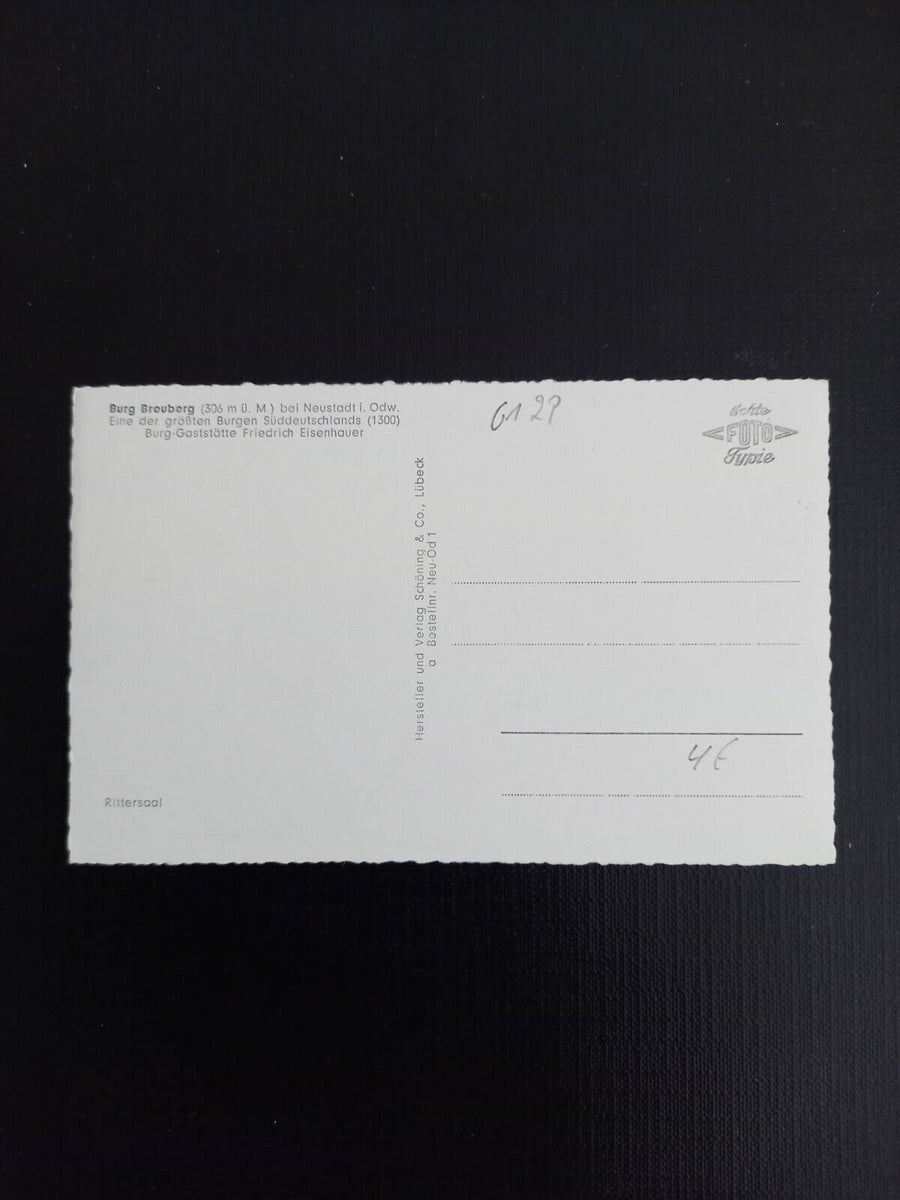 Burg Breuberg (306 m ü. M.) bei Neustadt i. Odw.
Eine der größten Burgen Süddeutschlands (1300)
Burg-Gaststätte Friedrich Eisenhauer
Rittersaal
Hersteller und Verlag Schöning & Co., Lübeck
a Bestellnr. Neu-Od 1
Echte
FOTO
Typie
4€